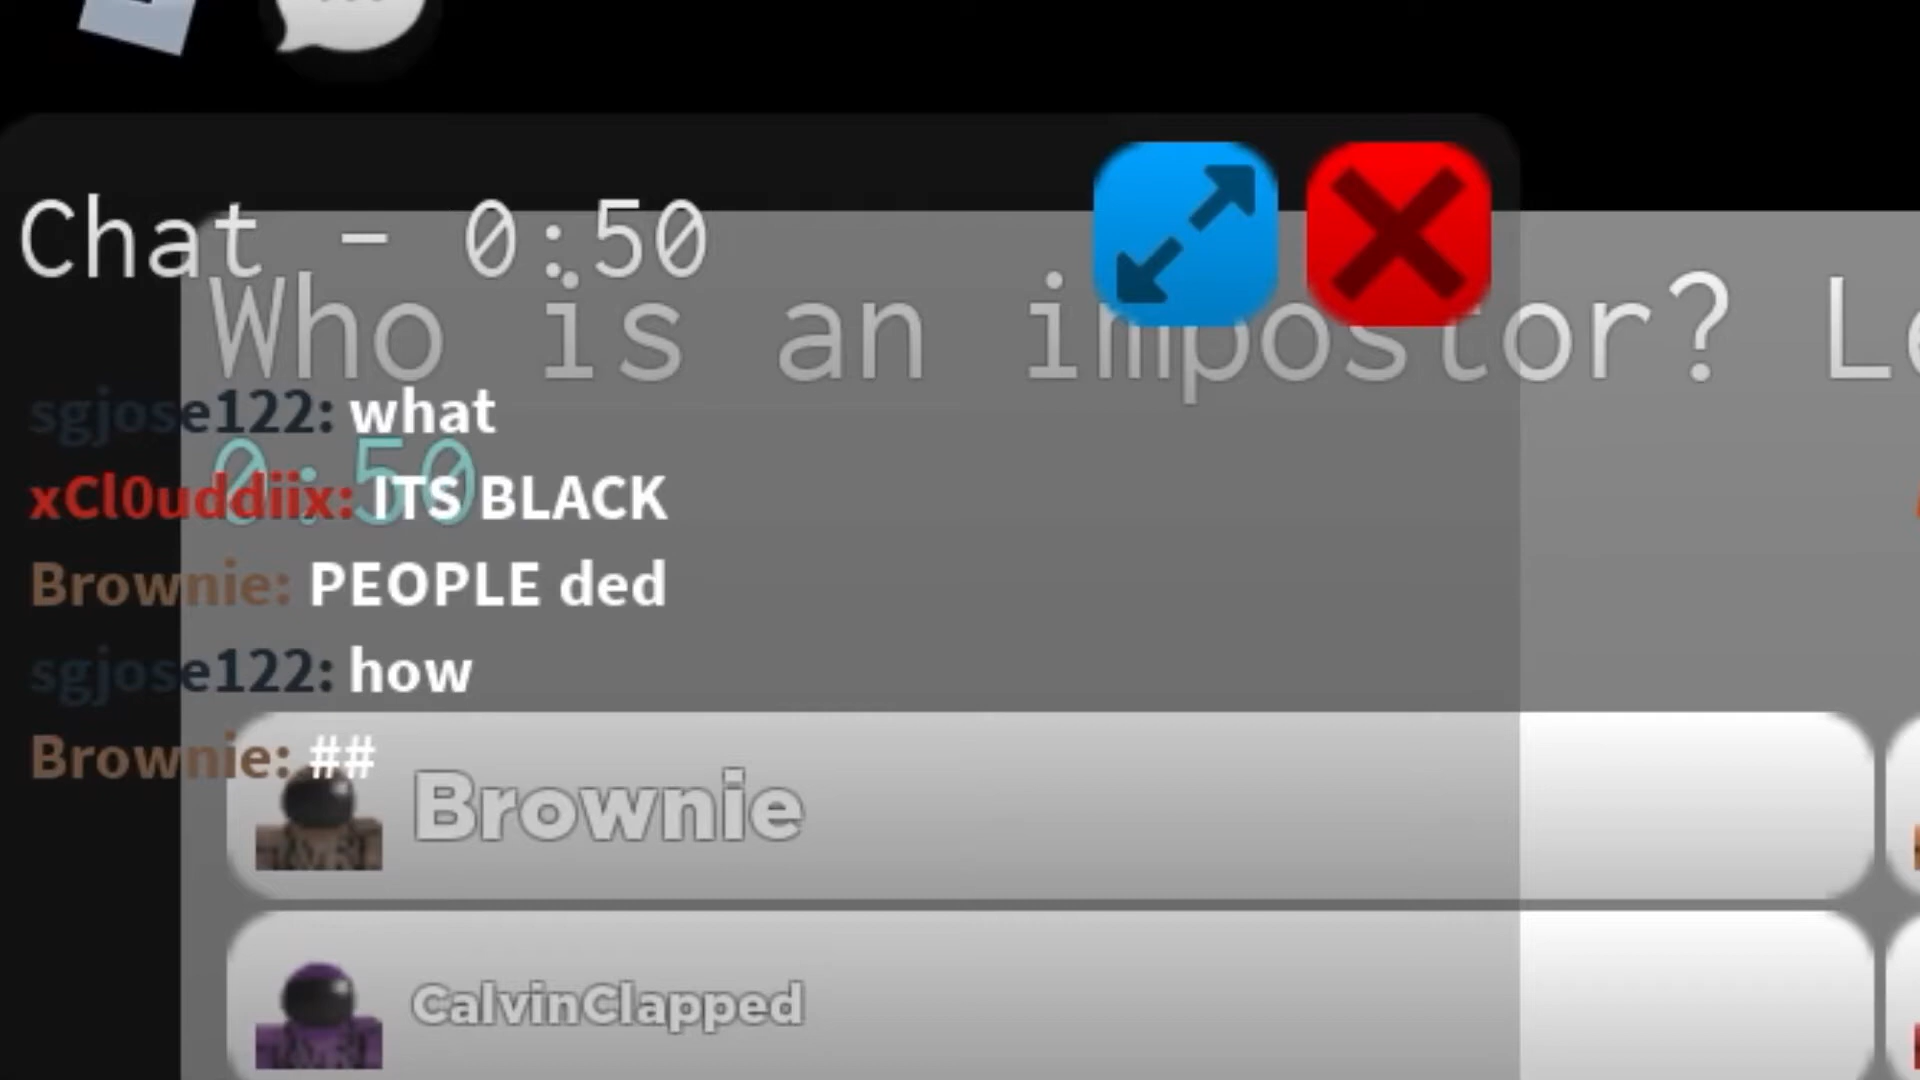 Chat - 0:50
Who is an impostor? Le
sgjose122: what
0:50
xCl0uddiix: ITS BLACK
Brownie: PEOPLE ded
sgjose122: how
Brownie: ##
Brownie
CalvinClapped